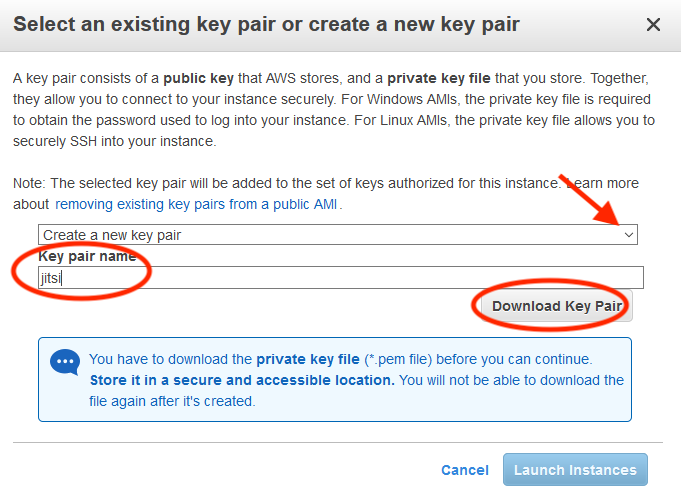 Select an existing key pair or create a new key pair
A key pair consists of a public key that AWS stores, and a private key file that you store. Together,
they allow you to connect to your instance securely. For Windows AMIs, the private key file is required
to obtain the password used to log into your instance. For Linux AMIs, the private key file allows you to
securely SSH into your instance.
Note: The selected key pair will be added to the set of keys authorized for this instance. Learn more
about removing existing key pairs from a public AMI.
Create a new key pair
Key pair name
jitsi
Download Key Pair
You have to download the private key file (*.pem file) before you can continue.
Store it in a secure and accessible location. You will not be able to download the
file again after it's created.
Cancel Launch Instances